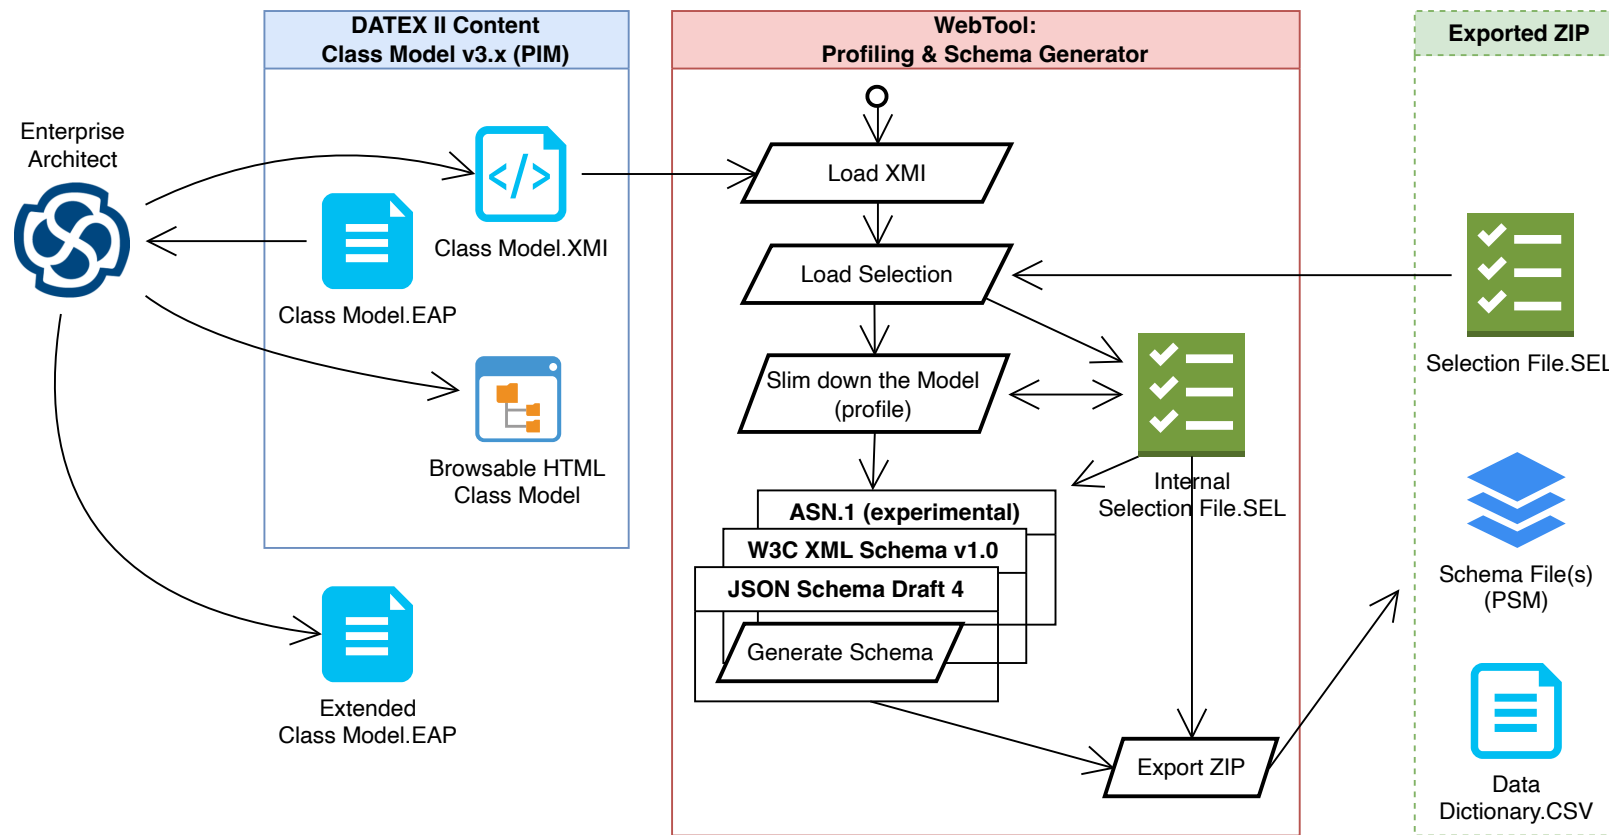 DATEX II Content
Class Model v3.x (PIM)
WebTool:
Profiling & Schema Generator
Exported ZIP
Enterprise
Architect
</>
Class Model.XMI
Class Model.EAP
Browsable HTML
Class Model
Extended
Class Model.EAP
Load XMI
Load Selection
Slim down the Model
(profile)
Internal
Selection File.SEL
ASN.1 (experimental)
W3C XML Schema v1.0
JSON Schema Draft 4
Generate Schema
Export ZIP
Selection File.SEL
Schema File(s)
(PSM)
Data
Dictionary.CSV